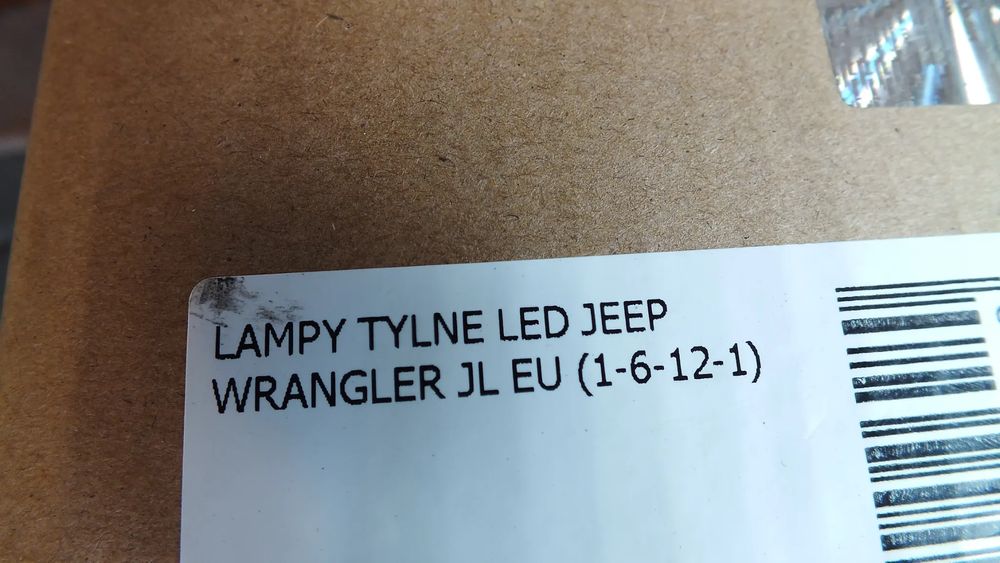 LAMPY TYLNE LED JEEP
WRANGLER JL EU (1-6-12-1)